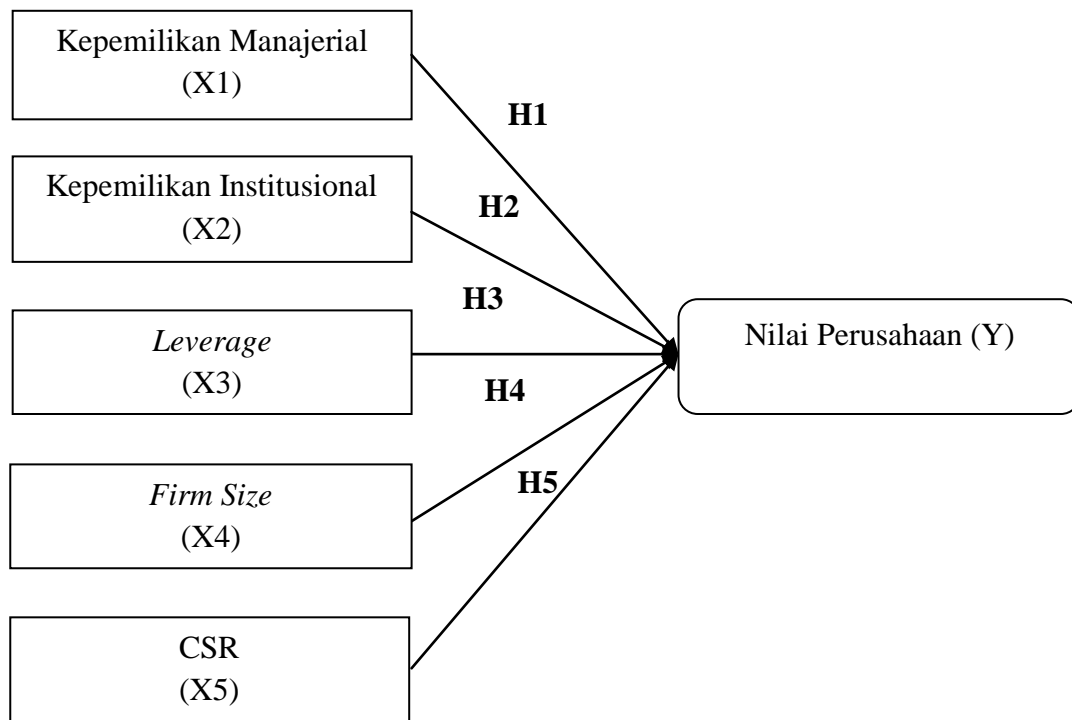 Kepemilikan Manajerial
(X1)
H1
Kepemilikan Institusional
(X2)
H2
H3
Leverage
(X3)
Nilai Perusahaan (Y)
H4
Firm Size
(X4)
H5
CSR
(X5)